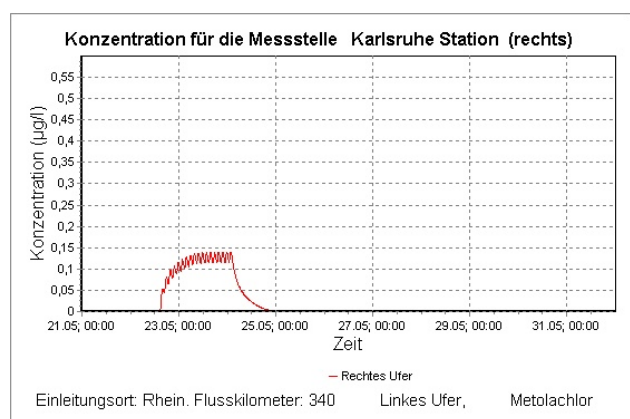 Konzentration für die Messstelle Karlsruhe Station (rechts)
Konzentration (µg/l)
0,55
0,5
0,45
0,4
0,35
0,3
0,25
0,2
0,15
0,1
0,05
0
21.05; 00:00 23.05; 00:00 25.05; 00:00 27.05; 00:00 29.05; 00:00 31.05; 00:00
Zeit
Rechtes Ufer
Einleitungsort: Rhein. Flusskilometer: 340 Linkes Ufer, Metolachlor